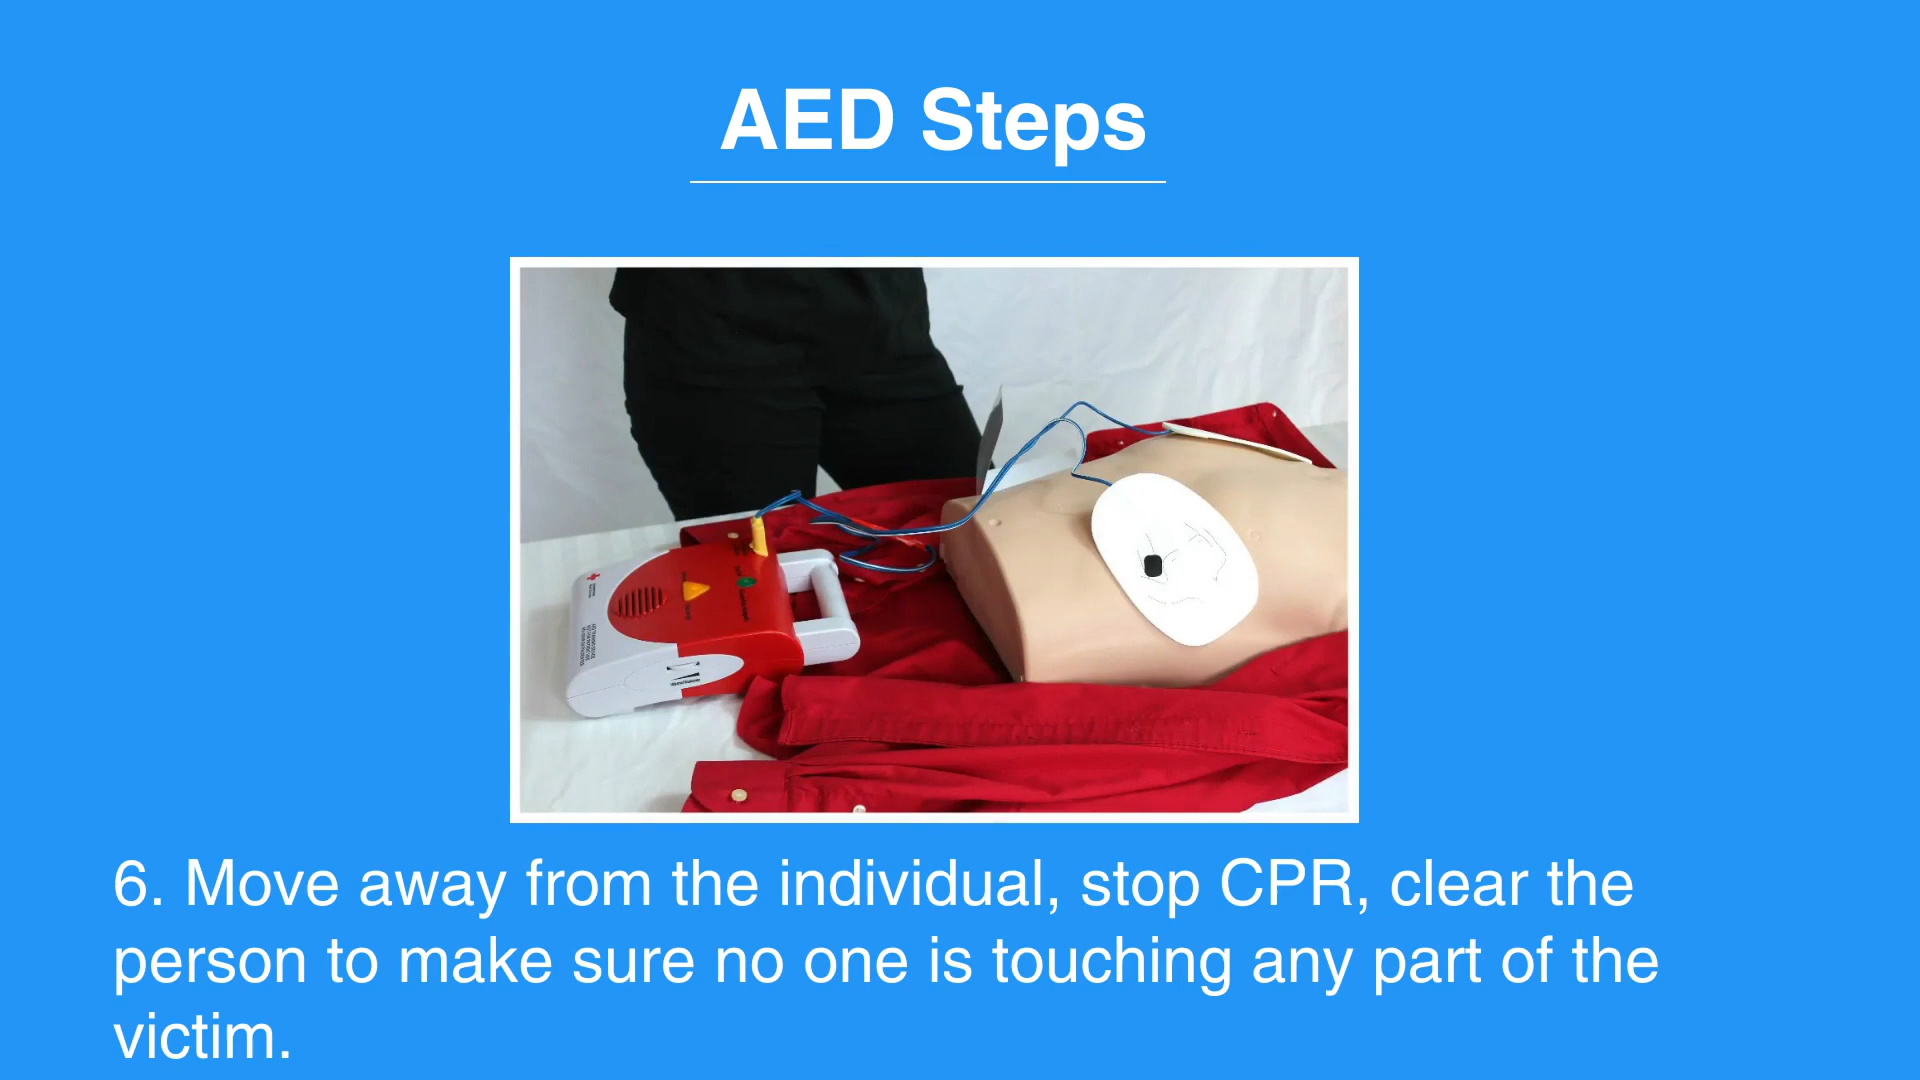 AED Steps
6. Move away from the individual, stop CPR, clear the
person to make sure no one is touching any part of the
victim.